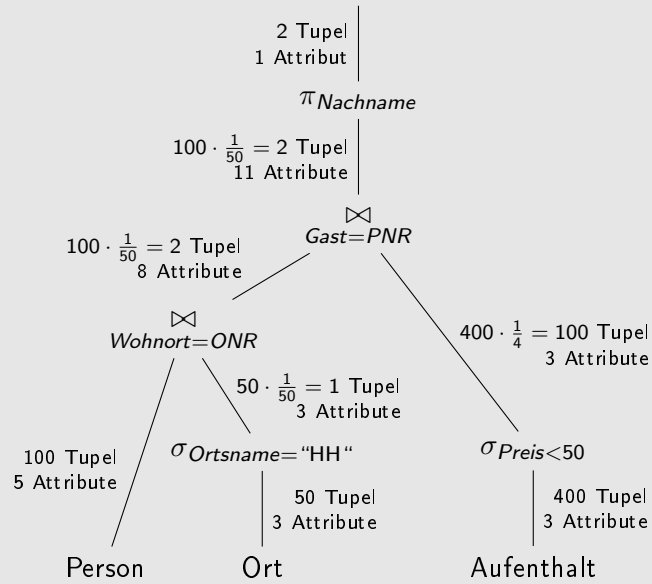 2 Tupel
1 Attribut
π Nachname
100 · 1/50 = 2 Tupel
11 Attribute
⋈
Gast=PNR
100 · 1/50 = 2 Tupel
8 Attribute
⋈
Wohnort=ONR
400 · 1/4 = 100 Tupel
3 Attribute
50 · 1/50 = 1 Tupel
3 Attribute
100 Tupel
5 Attribute
σ Ortsname=“HH“
σ Preis<50
50 Tupel
3 Attribute
400 Tupel
3 Attribute
Person
Ort
Aufenthalt